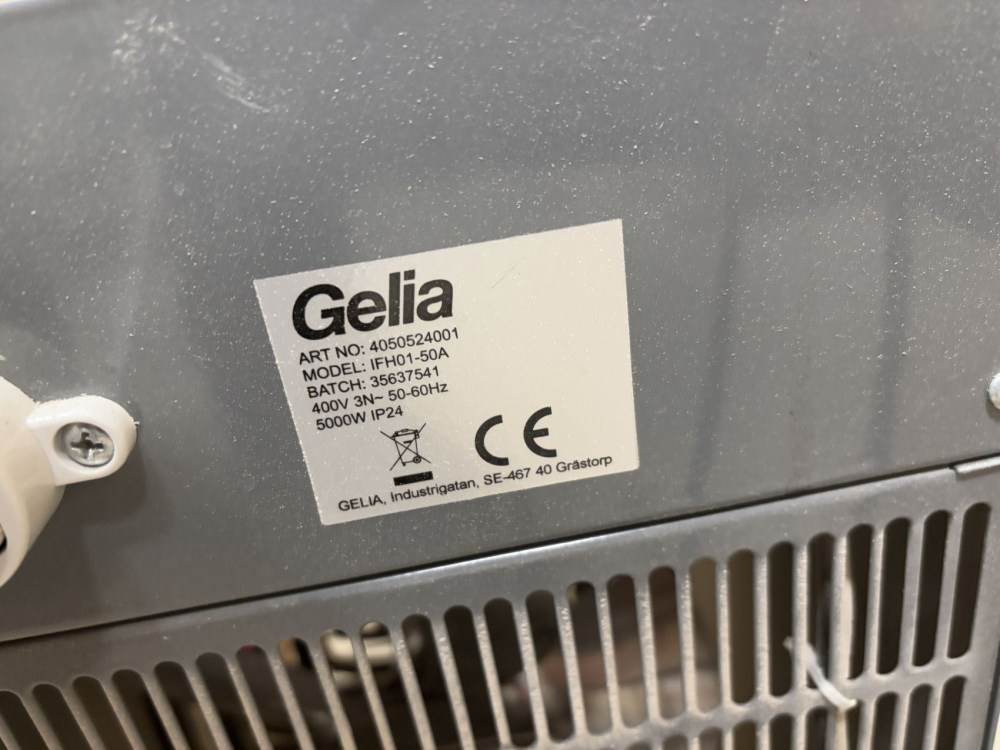 Gelia
ART NO: 4050524001
MODEL: IFH01-50A
BATCH: 35637541
400V 3N~ 50-60Hz
5000W IP24
CE
GELIA, Industrigatan, SE-467 40 Grästorp